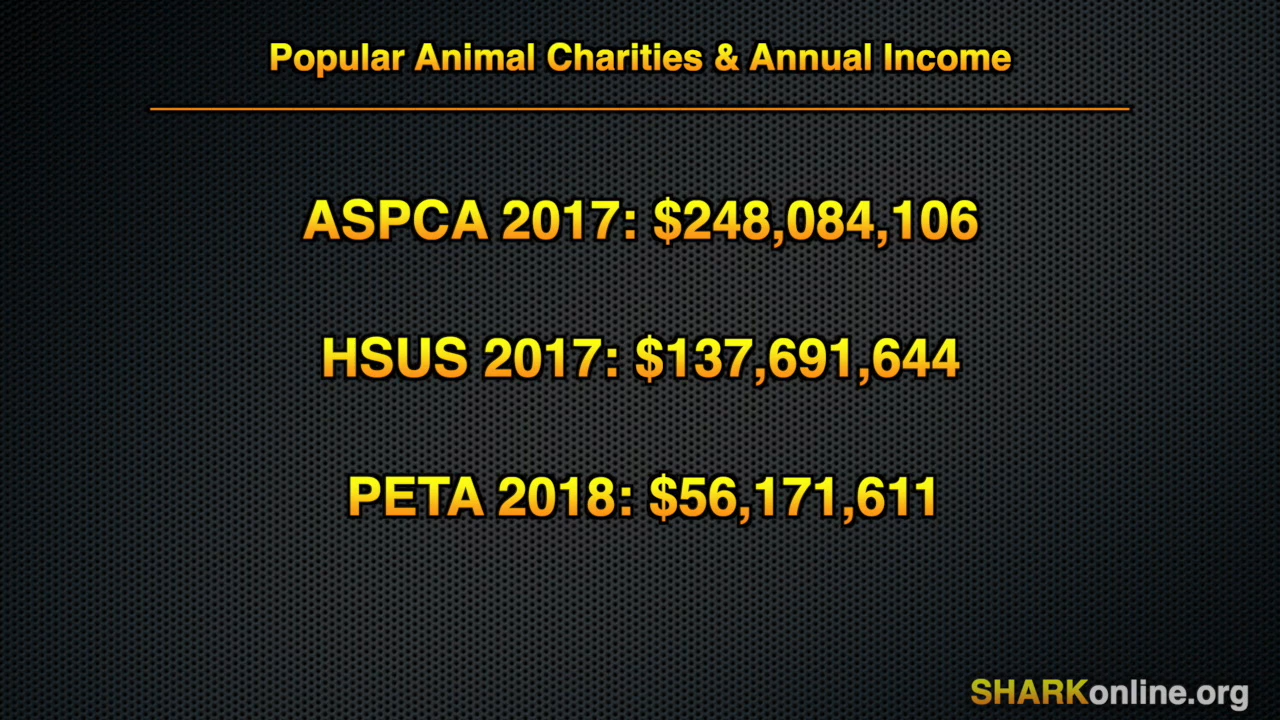 Popular Animal Charities & Annual Income
ASPCA 2017: $248,084,106
HSUS 2017: $137,691,644
PETA 2018: $56,171,611
SHARKonline.org